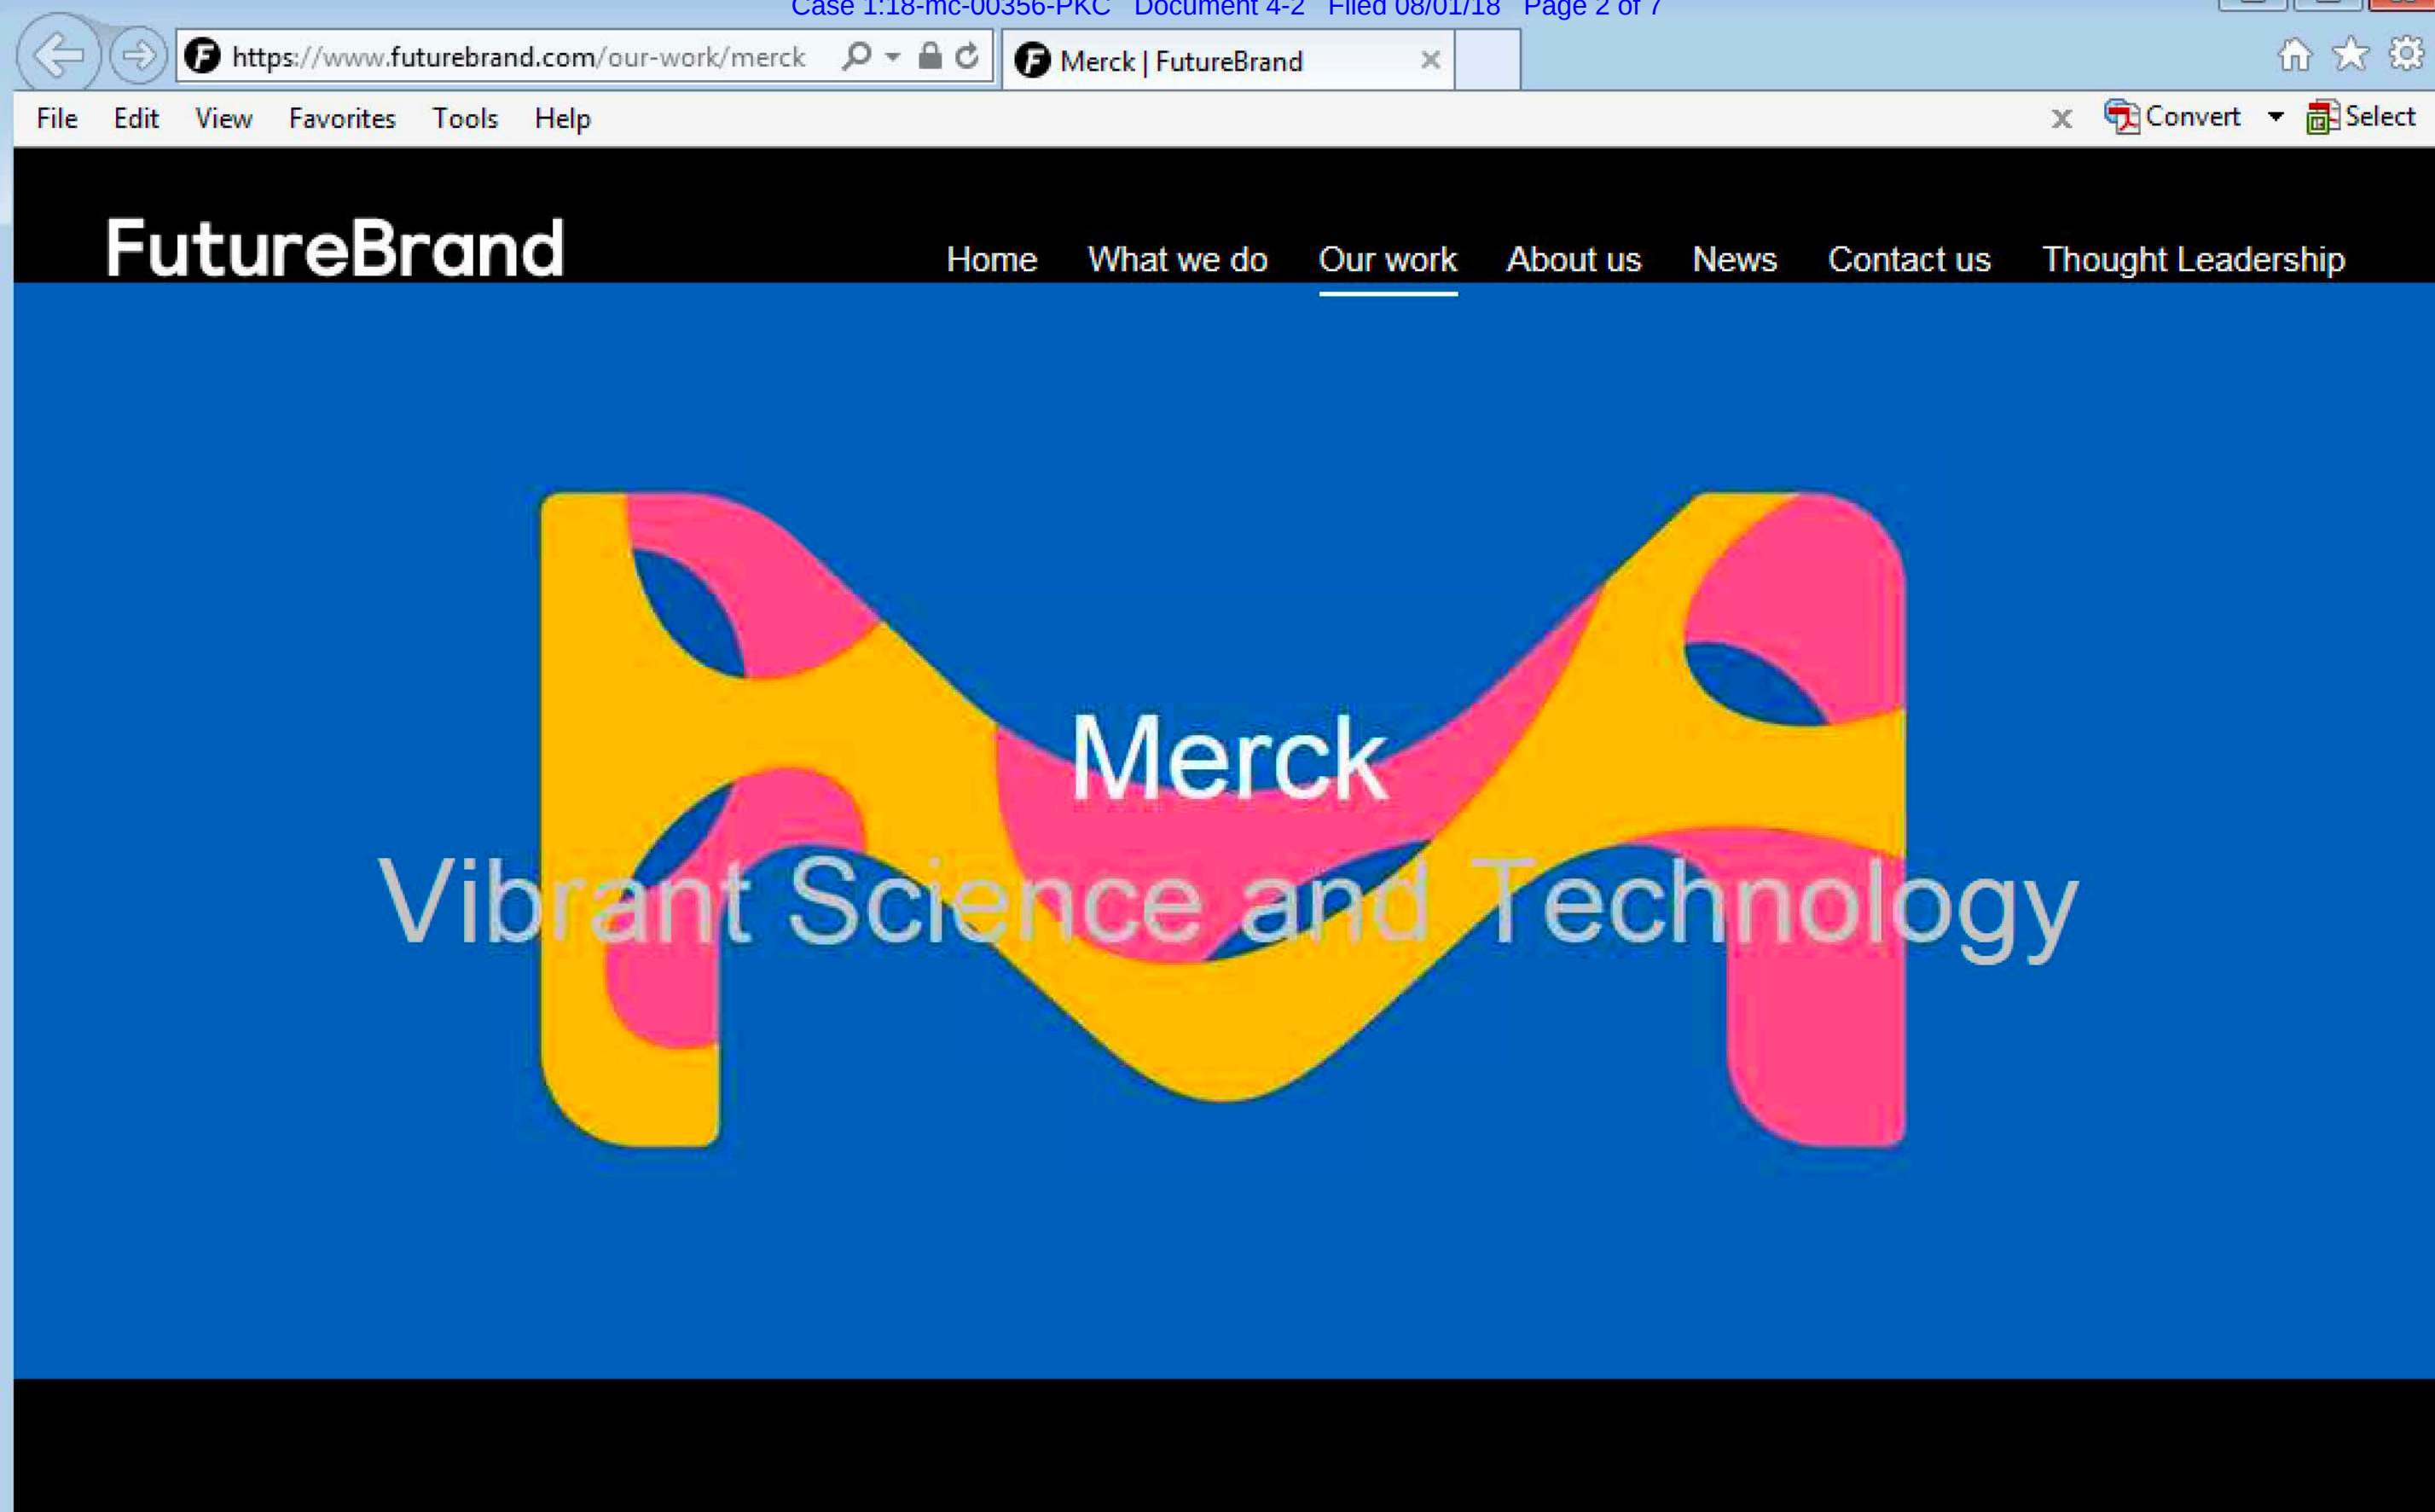 Case 1:18-mc-00356-PKC Document 4-2 Filed 08/01/18 Page 2 of 7
https://www.futurebrand.com/our-work/merck
Merck | FutureBrand
File Edit View Favorites Tools Help
Convert Select
FutureBrand
Home What we do Our work About us News Contact us Thought Leadership
Merck
Vibrant Science and Technology